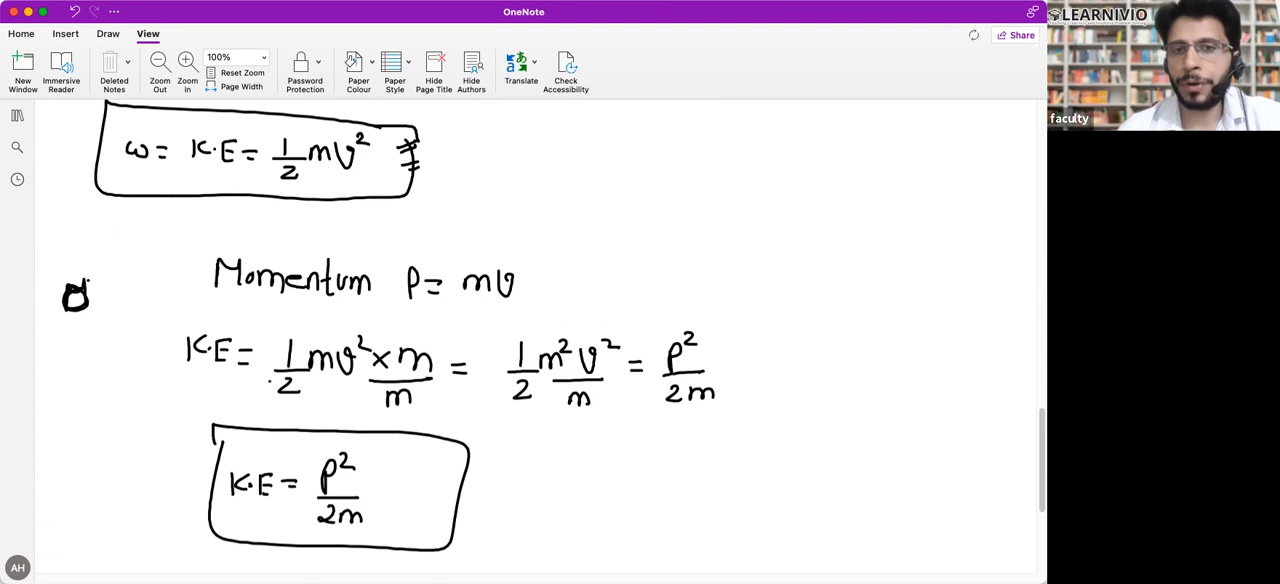 OneNote
Home Insert Draw View
Share
New Window
Immersive Reader
Deleted Notes
Zoom Out
Zoom In
100%
Reset Zoom
Page Width
Password Protection
Paper Colour
Paper Style
Hide Page Title
Hide Authors
Translate
Check Accessibility
LEARNIVIO
faculty
ω = K.E = 1/2 mv²
Momentum P = mv
K.E = 1/2 mv² × m/m = 1/2 m²v²/m = P²/2m
K.E = P²/2m
AH